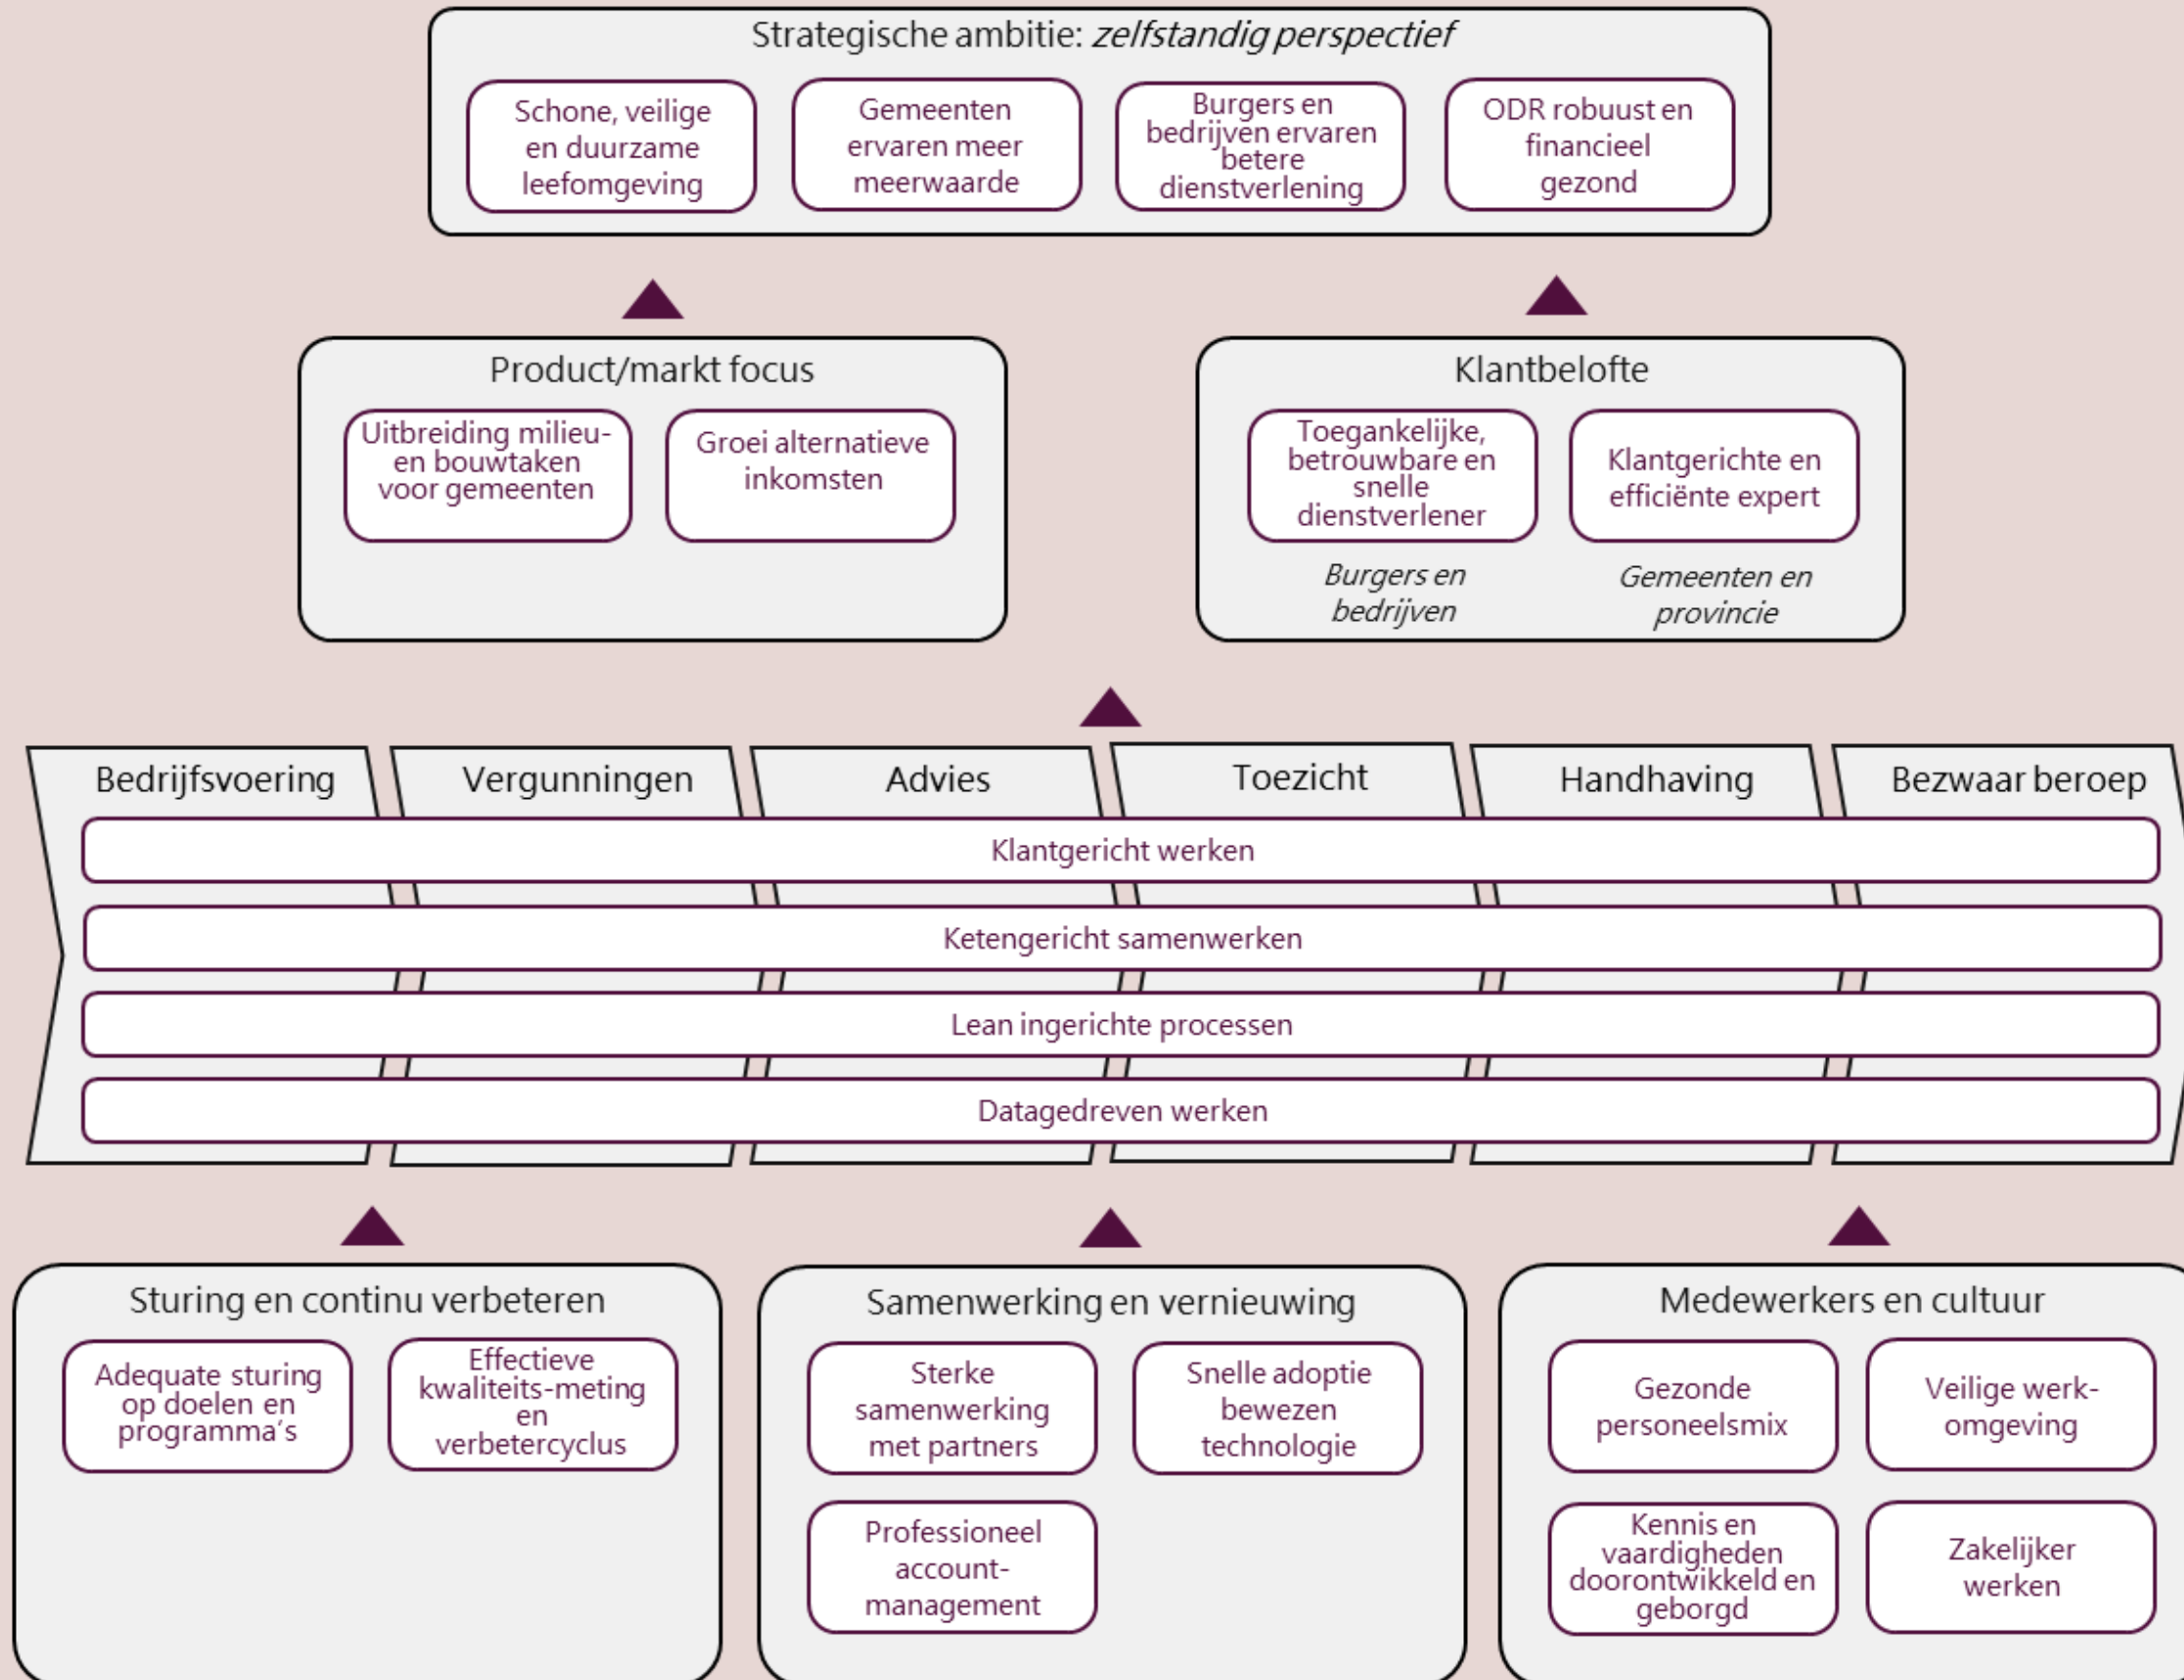 Strategische ambitie: zelfstandig perspectief
Schone, veilige
en duurzame
leefomgeving
Gemeenten
ervaren meer
meerwaarde
Burgers en
bedrijven ervaren
betere
dienstverlening
ODR robuust en
financieel
gezond
Product/markt focus
Uitbreiding milieu-
en bouwtaken
voor gemeenten
Groei alternatieve
inkomsten
Klantbelofte
Toegankelijke,
betrouwbare en
snelle
dienstverlener
Klantgerichte en
efficiënte expert
Burgers en
bedrijven
Gemeenten en
provincie
Bedrijfsvoering
Vergunningen
Advies
Toezicht
Handhaving
Bezwaar beroep
Klantgericht werken
Ketengericht samenwerken
Lean ingerichte processen
Datagedreven werken
Sturing en continu verbeteren
Adequate sturing
op doelen en
programma's
Effectieve
kwaliteits-meting
en
verbetercyclus
Samenwerking en vernieuwing
Sterke
samenwerking
met partners
Snelle adoptie
bewezen
technologie
Professioneel
account-
management
Medewerkers en cultuur
Gezonde
personeelsmix
Veilige werk-
omgeving
Kennis en
vaardigheden
doorontwikkeld en
geborgd
Zakelijker
werken